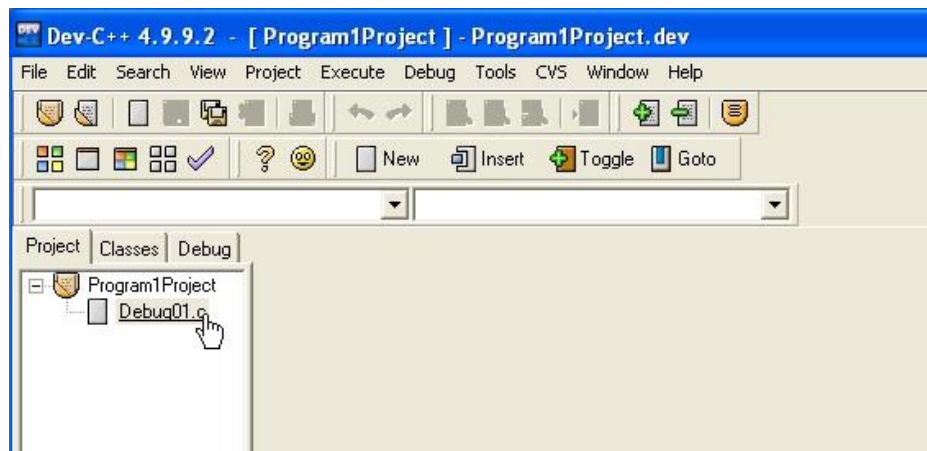 Dev-C++ 4.9.9.2 - [ Program1Project ] - Program1Project.dev
File Edit Search View Project Execute Debug Tools CVS Window Help
New Insert Toggle Goto
Project Classes Debug
Program1Project
Debug01.c